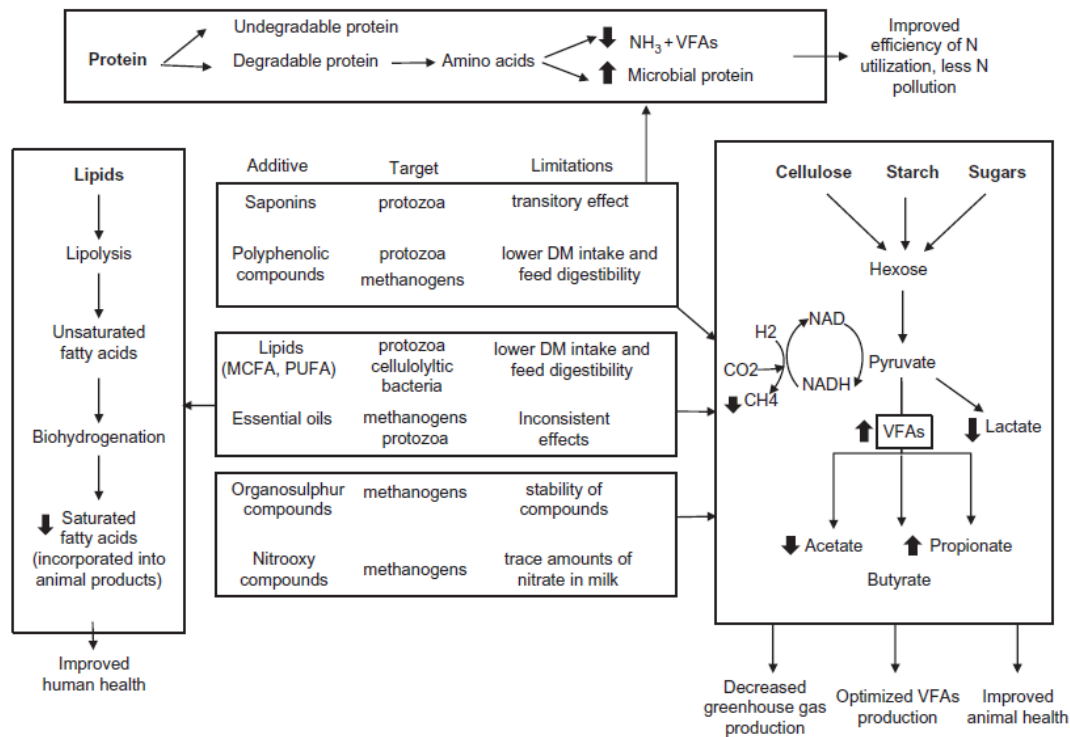 Undegradable protein
Protein
Degradable protein
Amino acids
NH3 + VFAs
Microbial protein
Improved
efficiency of N
utilization, less N
pollution
Lipids
Lipolysis
Unsaturated
fatty acids
Biohydrogenation
Saturated
fatty acids
(incorporated into
animal products)
Improved
human health
Additive Target Limitations
Saponins protozoa transitory effect
Polyphenolic protozoa lower DM intake and
compounds methanogens feed digestibility
Lipids protozoa lower DM intake and
(MCFA, PUFA) cellulolyltic feed digestibility
bacteria
Essential oils methanogens Inconsistent
protozoa effects
Organosulphur methanogens stability of
compounds compounds
Nitrooxy methanogens trace amounts of
compounds nitrate in milk
Cellulose Starch Sugars
Hexose
NAD
H2
Pyruvate
CO2
NADH
CH4
VFAs
Lactate
Acetate Propionate
Butyrate
Decreased
greenhouse gas
production
Optimized VFAs
production
Improved
animal health